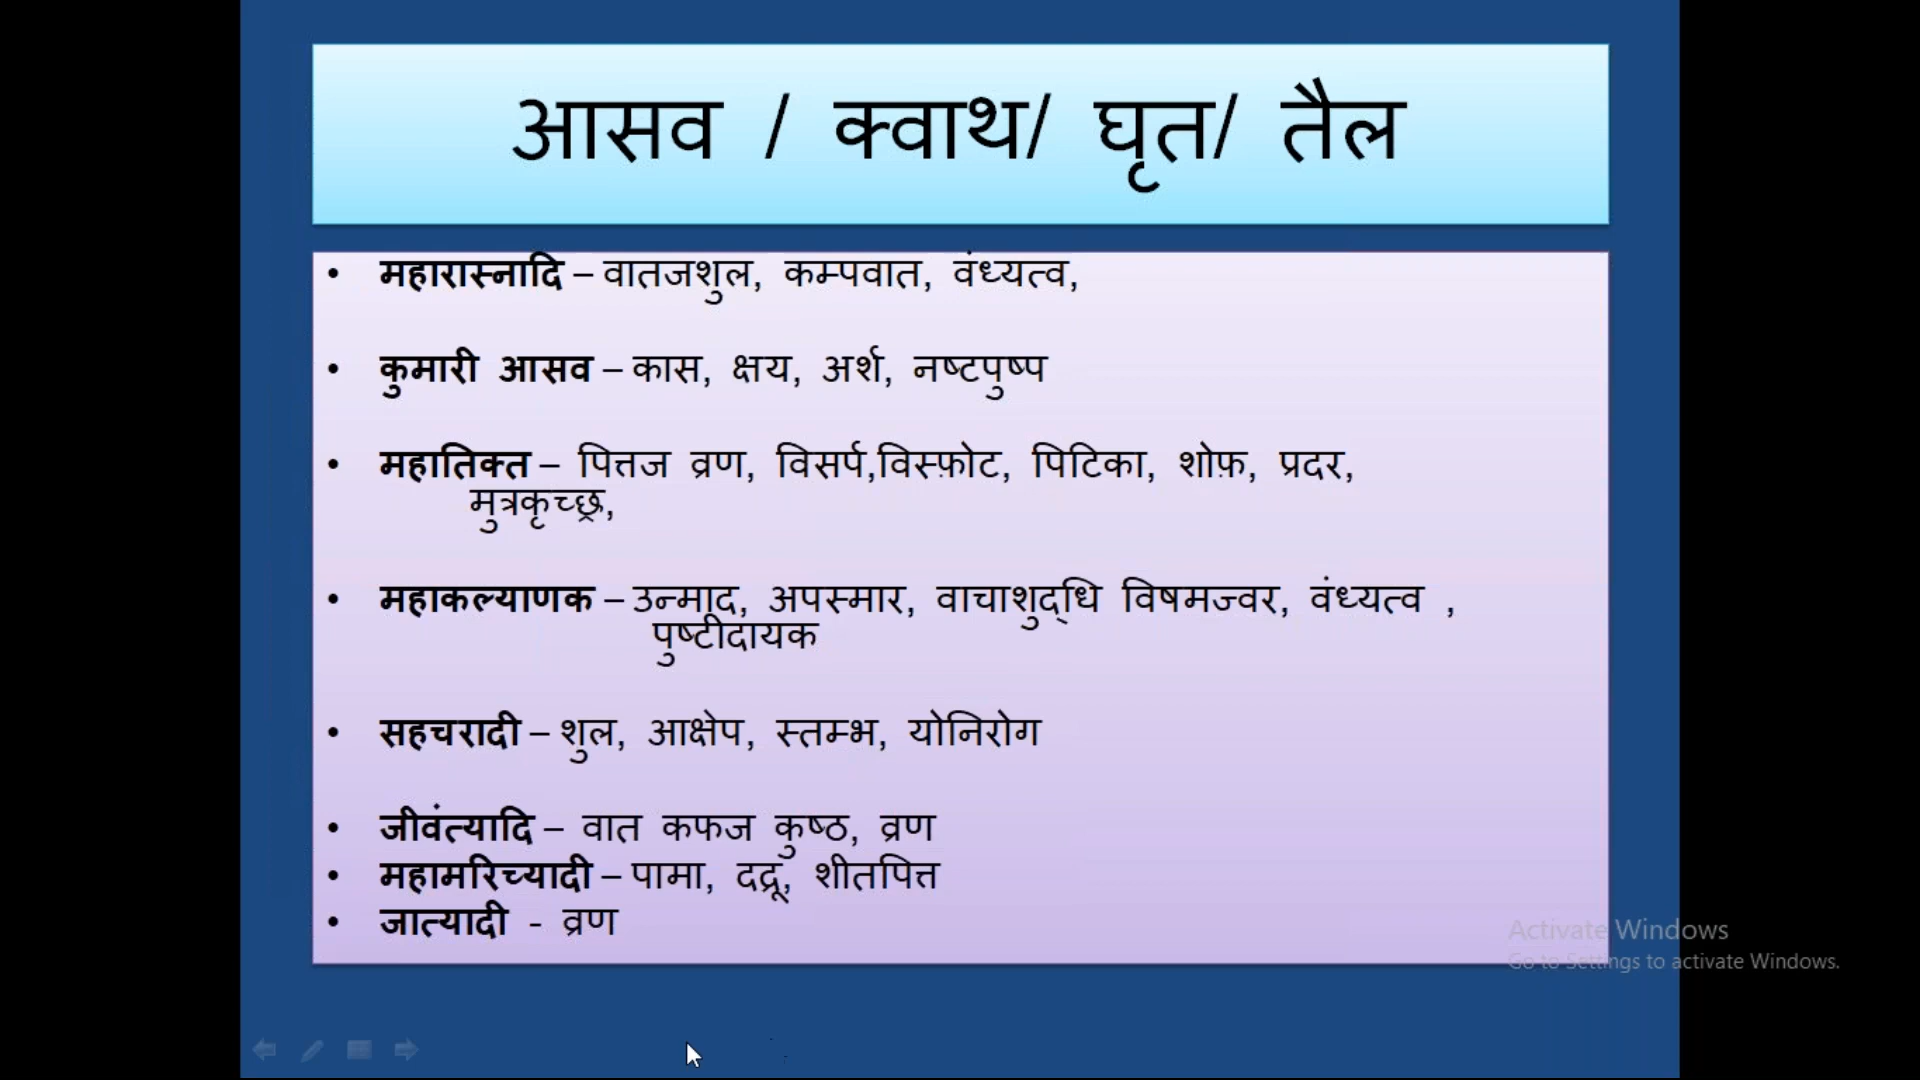 आसव / क्वाथ/ घृत/ तैल
• महारास्नादि – वातजशुल, कम्पवात, वंध्यत्व,
• कुमारी आसव – कास, क्षय, अर्श, नष्टपुष्प
• महातिक्त – पित्तज व्रण, विसर्प,विस्फ़ोट, पिटिका, शोफ़, प्रदर,
मुत्रकृच्छ्र,
• महाकल्याणक – उन्माद, अपस्मार, वाचाशुद्धि विषमज्वर, वंध्यत्व ,
पुष्टीदायक
• सहचरादी – शुल, आक्षेप, स्तम्भ, योनिरोग
• जीवंत्यादि – वात कफज कुष्ठ, व्रण
• महामरिच्यादी – पामा, दद्रू, शीतपित्त
• जात्यादी - व्रण
Activate Windows
Go to Settings to activate Windows.